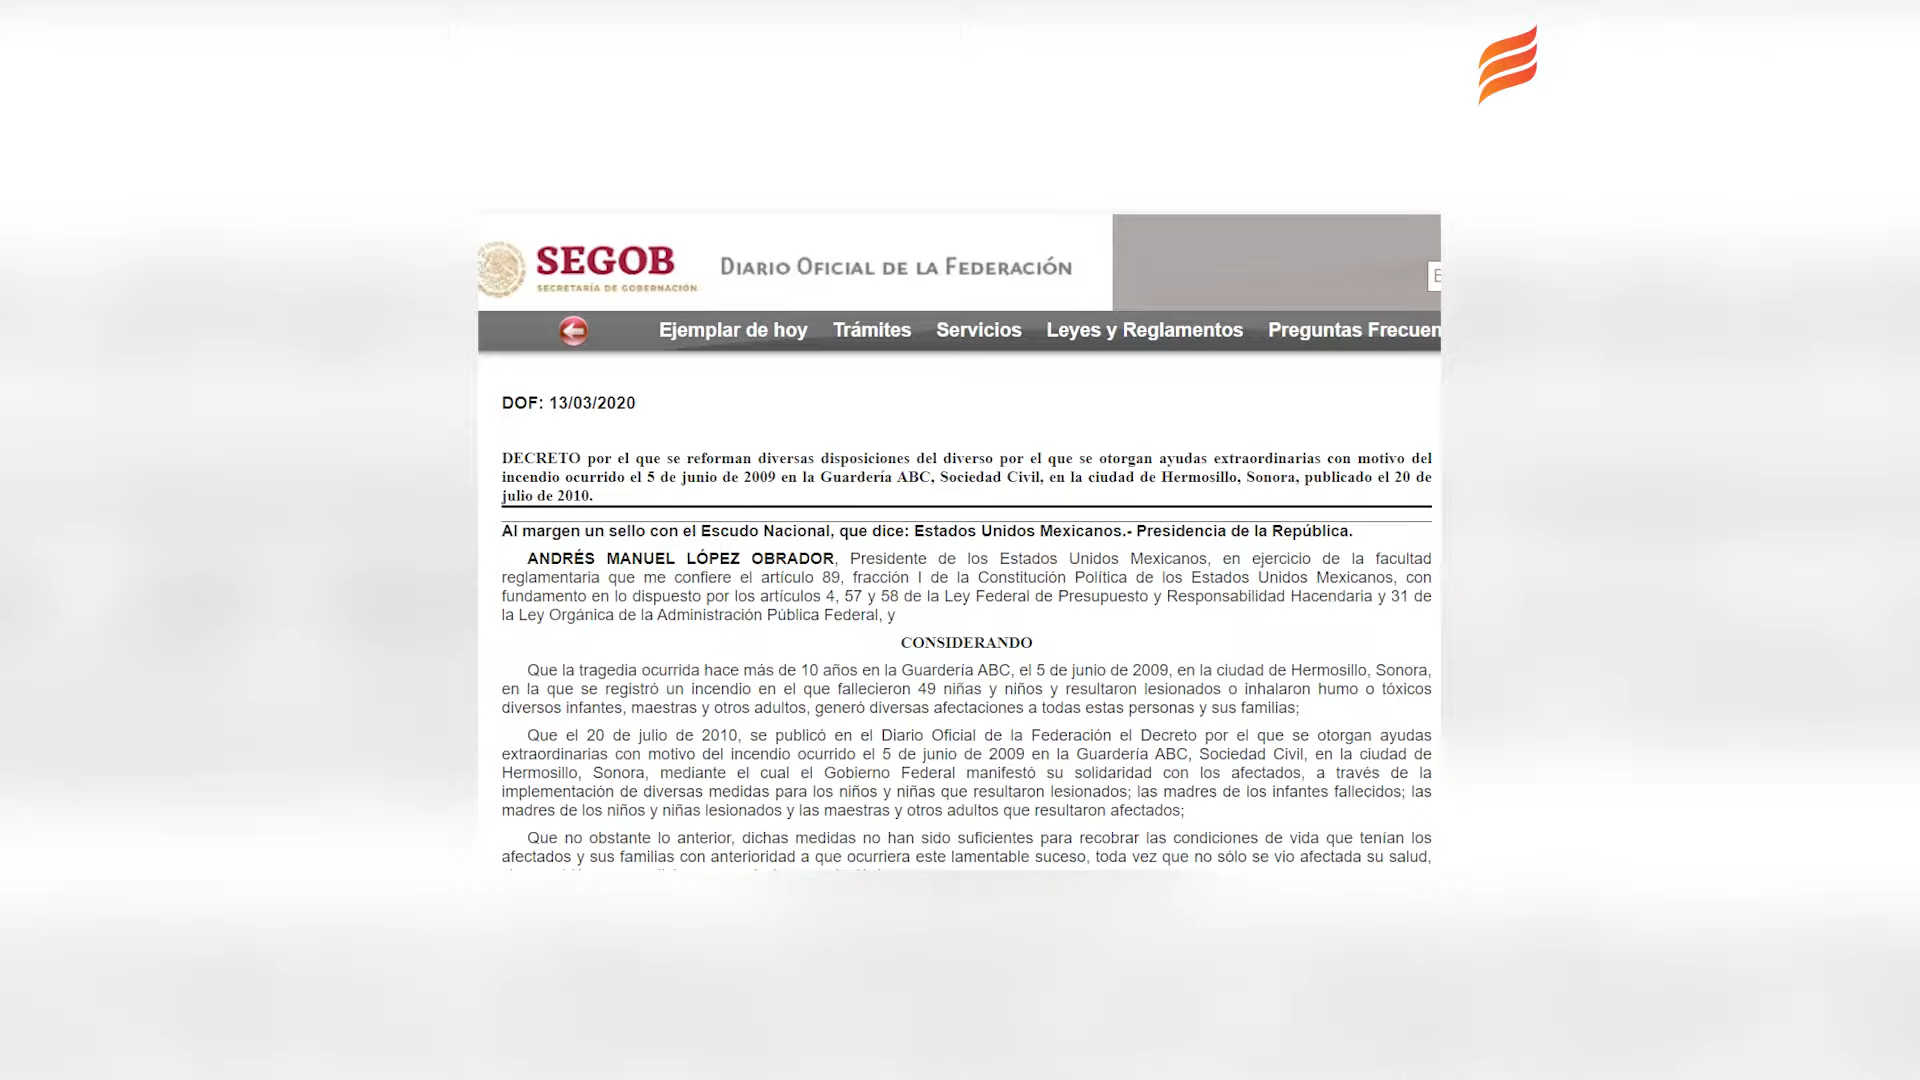 SEGOB
SECRETARÍA DE GOBERNACIÓN
DIARIO OFICIAL DE LA FEDERACIÓN
Ejemplar de hoy Trámites Servicios Leyes y Reglamentos Preguntas Frecuen
DOF: 13/03/2020
DECRETO por el que se reforman diversas disposiciones del diverso por el que se otorgan ayudas extraordinarias con motivo del
incendio ocurrido el 5 de junio de 2009 en la Guardería ABC, Sociedad Civil, en la ciudad de Hermosillo, Sonora, publicado el 20 de
julio de 2010.
Al margen un sello con el Escudo Nacional, que dice: Estados Unidos Mexicanos.- Presidencia de la República.
ANDRÉS MANUEL LÓPEZ OBRADOR, Presidente de los Estados Unidos Mexicanos, en ejercicio de la facultad
reglamentaria que me confiere el artículo 89, fracción I de la Constitución Política de los Estados Unidos Mexicanos, con
fundamento en lo dispuesto por los artículos 4, 57 y 58 de la Ley Federal de Presupuesto y Responsabilidad Hacendaria y 31 de
la Ley Orgánica de la Administración Pública Federal, y
CONSIDERANDO
Que la tragedia ocurrida hace más de 10 años en la Guardería ABC, el 5 de junio de 2009, en la ciudad de Hermosillo, Sonora,
en la que se registró un incendio en el que fallecieron 49 niñas y niños y resultaron lesionados o inhalaron humo o tóxicos
diversos infantes, maestras y otros adultos, generó diversas afectaciones a todas estas personas y sus familias;
Que el 20 de julio de 2010, se publicó en el Diario Oficial de la Federación el Decreto por el que se otorgan ayudas
extraordinarias con motivo del incendio ocurrido el 5 de junio de 2009 en la Guardería ABC, Sociedad Civil, en la ciudad de
Hermosillo, Sonora, mediante el cual el Gobierno Federal manifestó su solidaridad con los afectados, a través de la
implementación de diversas medidas para los niños y niñas que resultaron lesionados; las madres de los infantes fallecidos; las
madres de los niños y niñas lesionados y las maestras y otros adultos que resultaron afectados;
Que no obstante lo anterior, dichas medidas no han sido suficientes para recobrar las condiciones de vida que tenían los
afectados y sus familias con anterioridad a que ocurriera este lamentable suceso, toda vez que no sólo se vio afectada su salud,